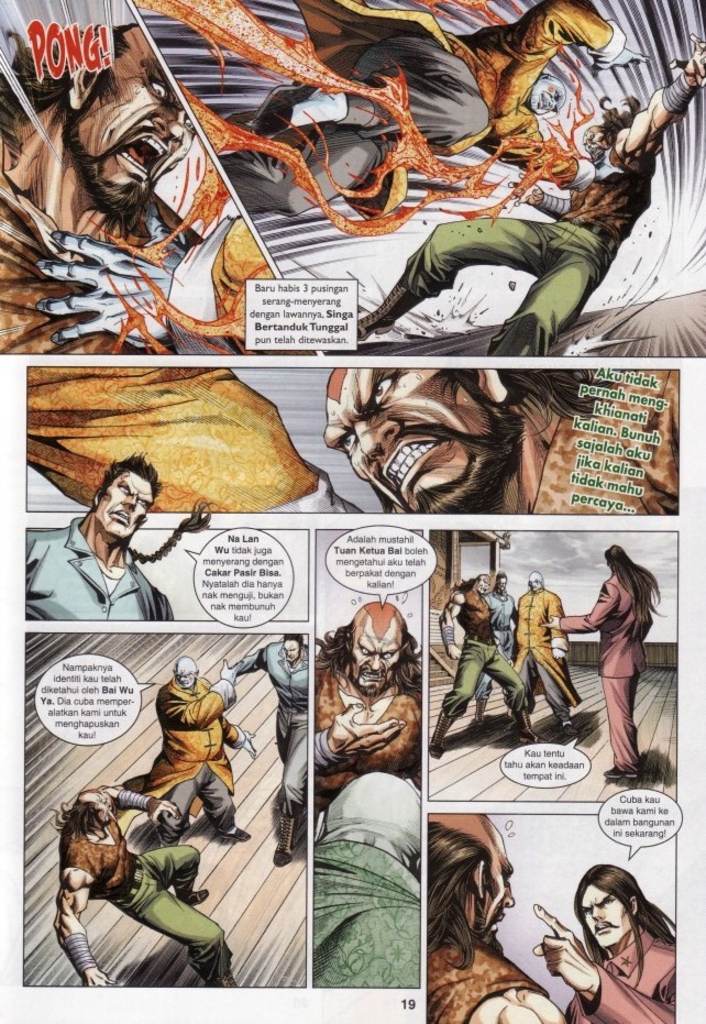 PONG!
Baru habis 3 pusingan
serang-menyerang
dengan lawannya, Singa
Bertanduk Tunggal
pun telah ditewaskan.
Aku tidak
pernah meng-
khianati
kalian. Bunuh
sajalah aku
jika kalian
tidak mahu
percaya...
Na Lan
Wu tidak juga
menyerang dengan
Cakar Pasir Bisa.
Nyatalah dia hanya
nak menguji, bukan
nak membunuh
kau!
Adalah mustahil
Tuan Ketua Bai boleh
mengetahui aku telah
berpakat dengan
kalian!
Kau tentu
tahu akan keadaan
tempat ini.
Nampaknya
identiti kau telah
diketahui oleh Bai Wu
Ya. Dia cuba memper-
alatkan kami untuk
menghapuskan
kau!
Cuba kau
bawa kami ke
dalam bangunan
ini sekarang!
19